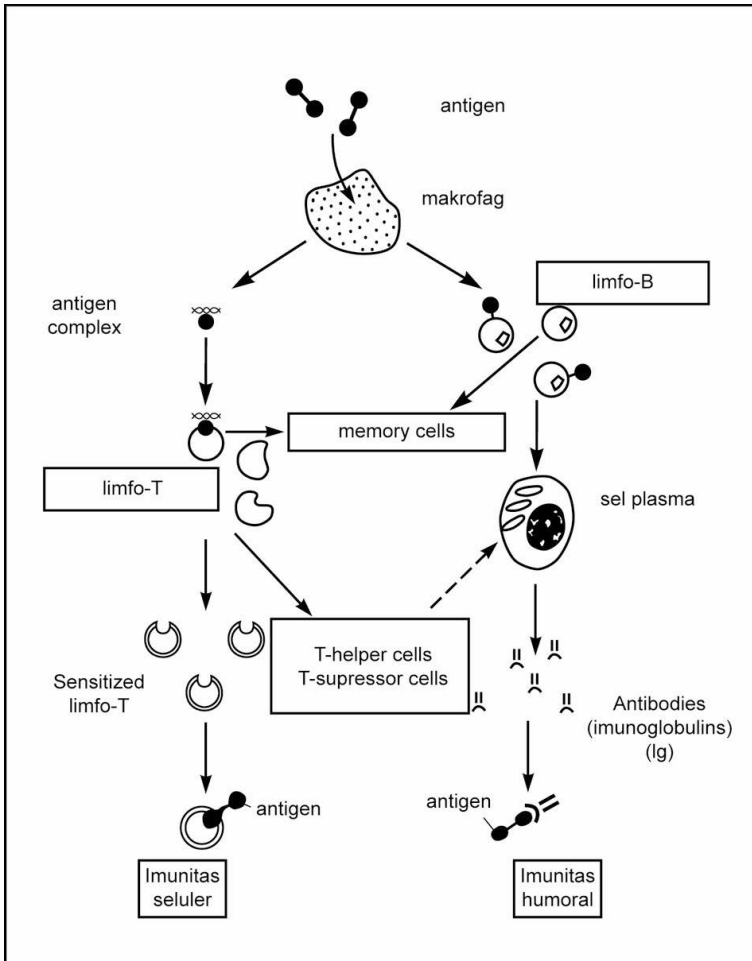 antigen
makrofag
limfo-B
antigen
complex
memory cells
limfo-T
sel plasma
T-helper cells
T-supressor cells
Sensitized
limfo-T
Antibodies
(imunoglobulins)
(Ig)
antigen
antigen
Imunitas
seluler
Imunitas
humoral